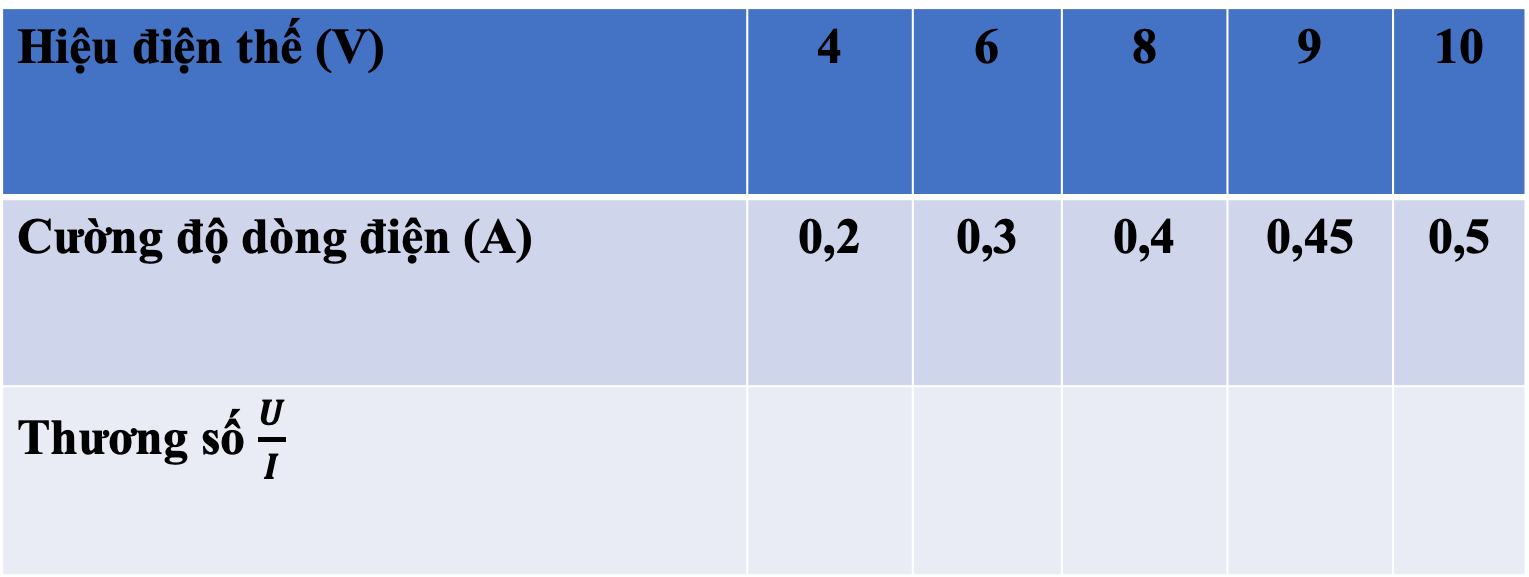 Hiệu điện thế (V) 4 6 8 9 10
Cường độ dòng điện (A) 0,2 0,3 0,4 0,45 0,5
Thương số U/I